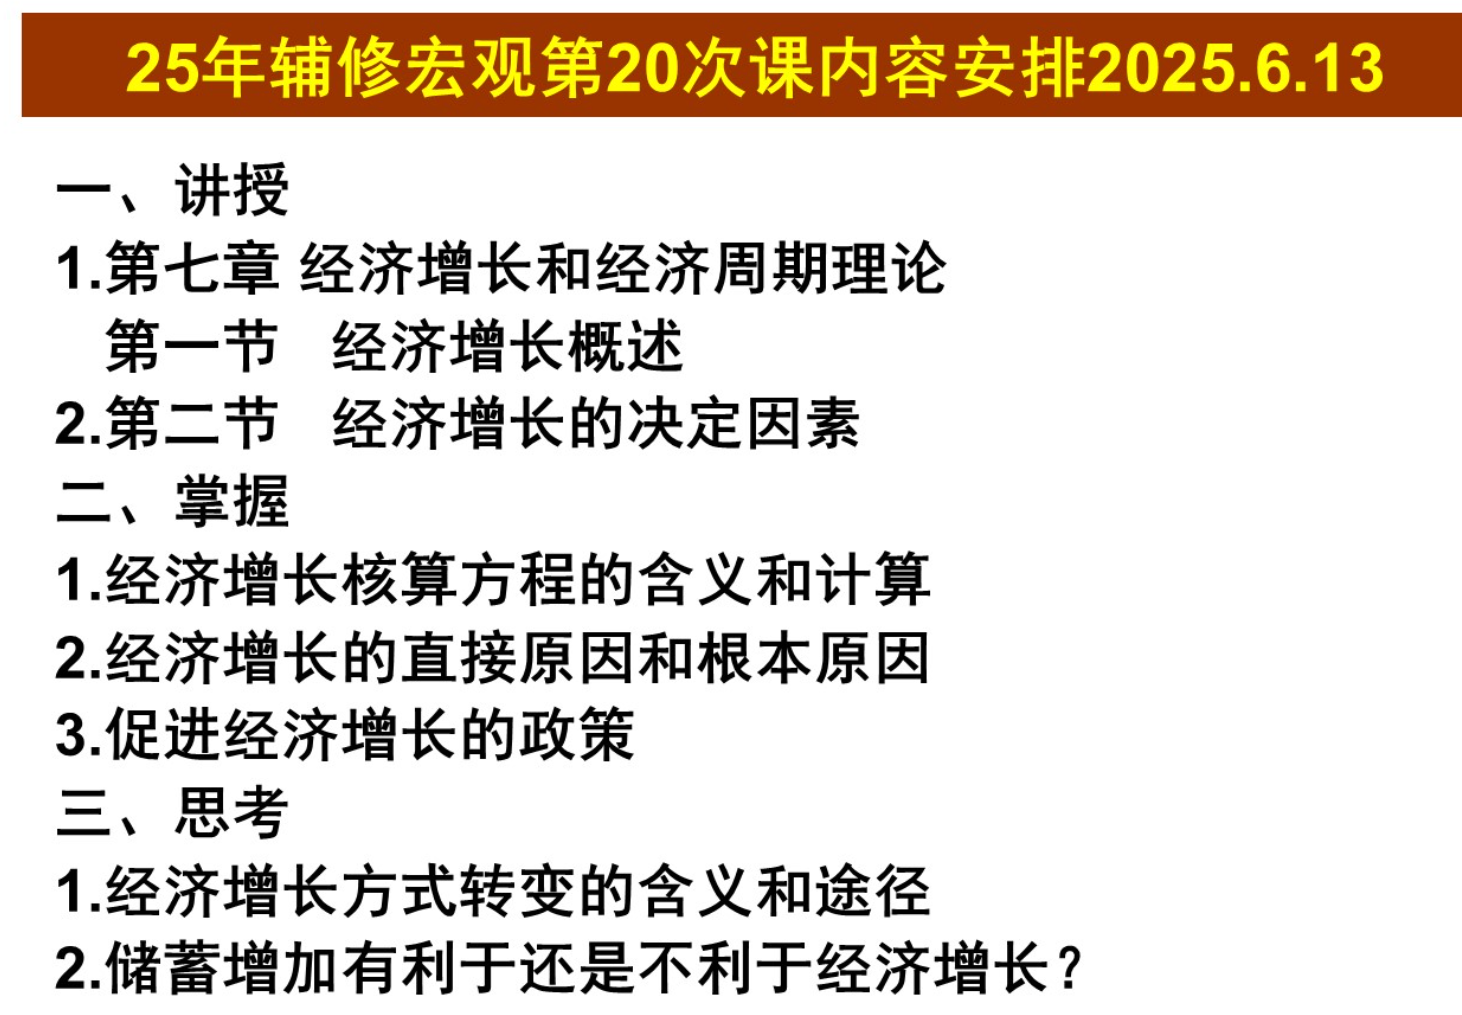 25年辅修宏观第20次课内容安排2025.6.13
一、讲授
1.第七章 经济增长和经济周期理论
第一节 经济增长概述
2.第二节 经济增长的决定因素
二、掌握
1.经济增长核算方程的含义和计算
2.经济增长的直接原因和根本原因
3.促进经济增长的政策
三、思考
1.经济增长方式转变的含义和途径
2.储蓄增加有利于还是不利于经济增长?